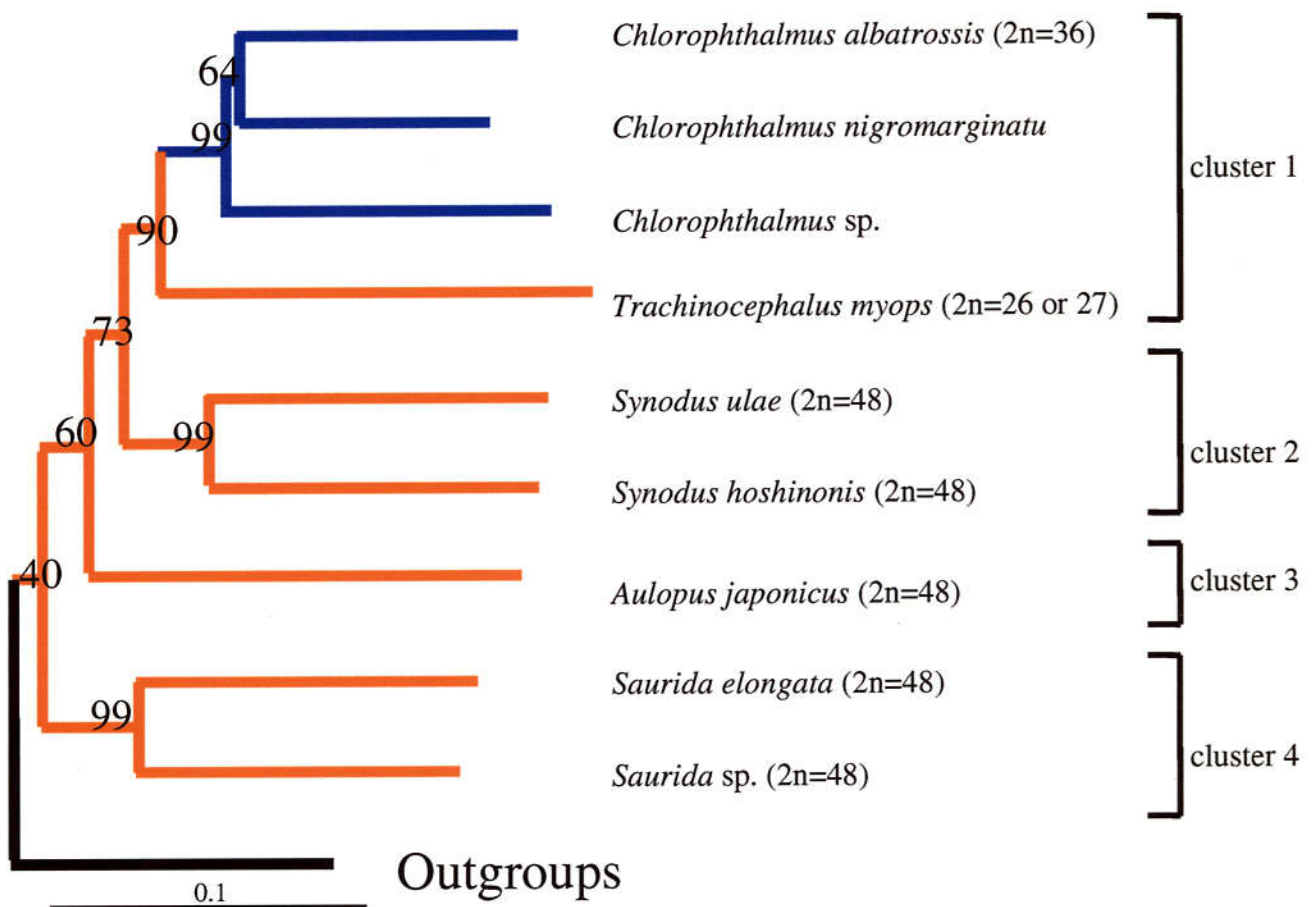 Chlorophthalmus albatrossis (2n=36)
64
Chlorophthalmus nigromarginatu
99
cluster 1
Chlorophthalmus sp.
90
Trachinocephalus myops (2n=26 or 27)
73
Synodus ulae (2n=48)
60
99
cluster 2
Synodus hoshinonis (2n=48)
40
Aulopus japonicus (2n=48)
cluster 3
Saurida elongata (2n=48)
99
cluster 4
Saurida sp. (2n=48)
Outgroups
0.1